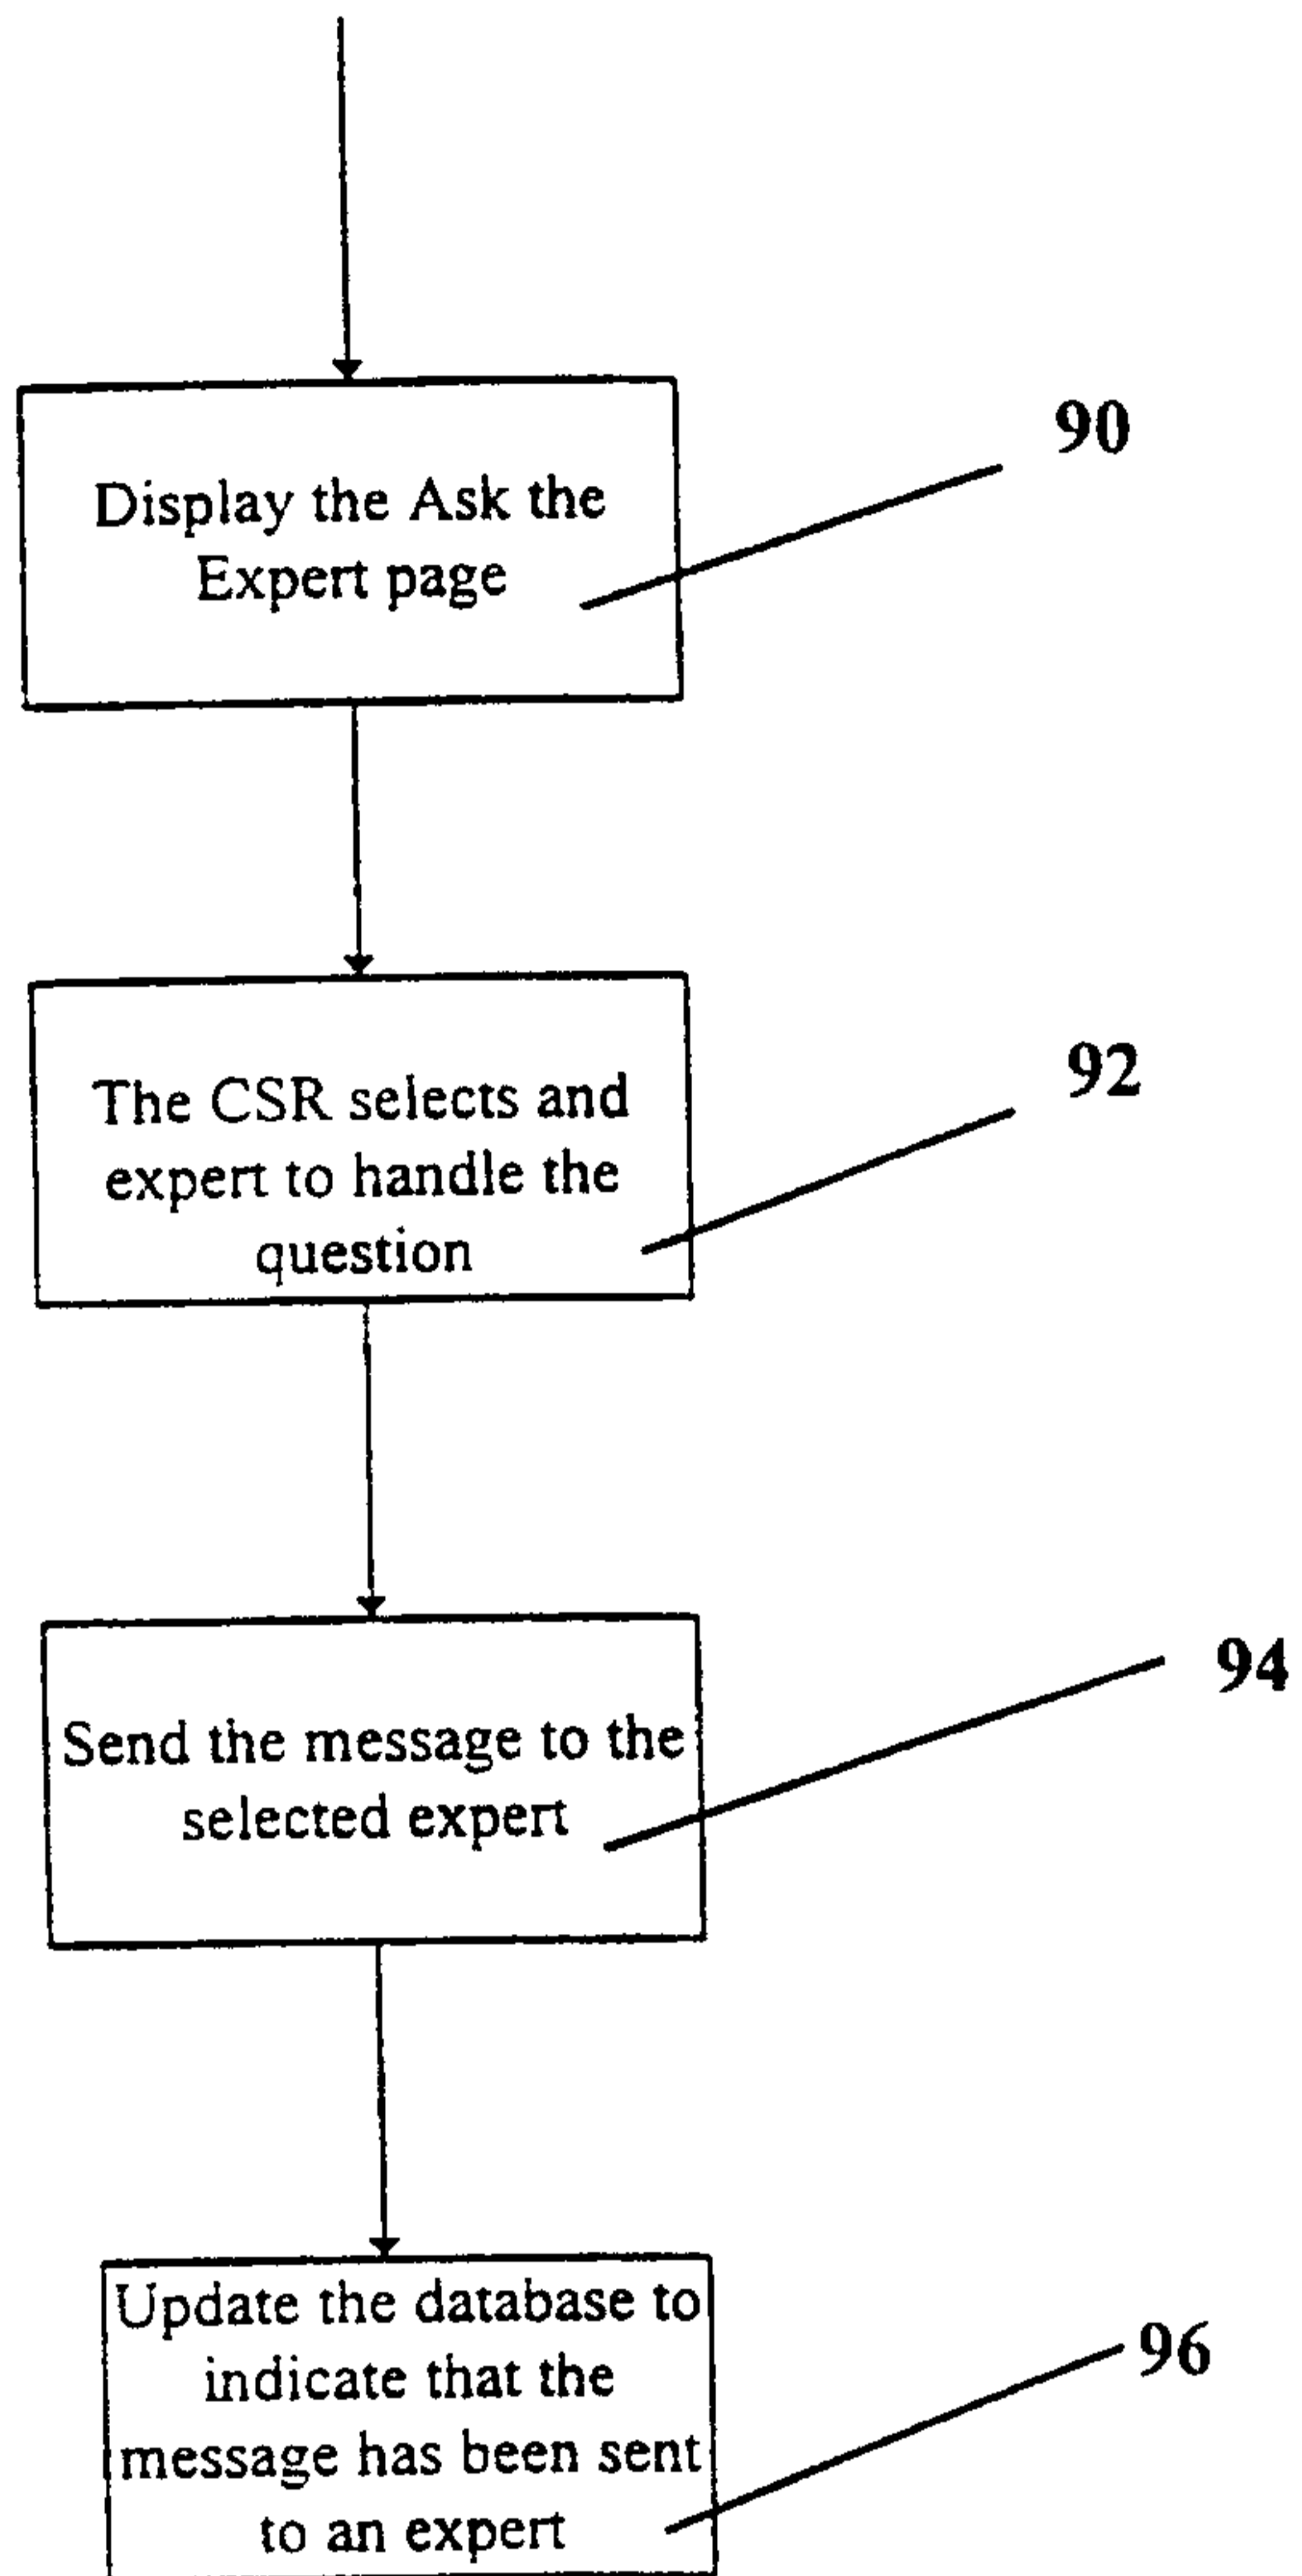 Display the Ask the
Expert page
90
The CSR selects and
expert to handle the
question
92
Send the message to the
selected expert
94
Update the database to
indicate that the
message has been sent
to an expert
96